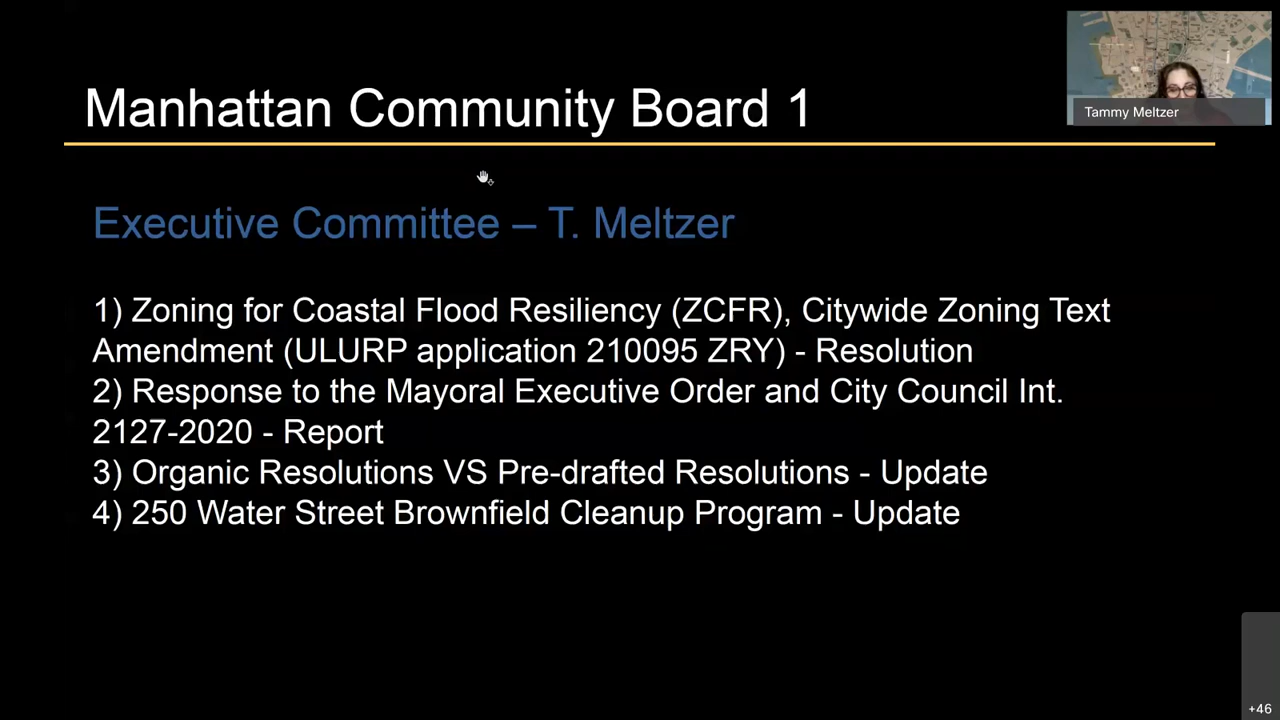 Manhattan Community Board 1
Tammy Meltzer
Executive Committee – T. Meltzer
1) Zoning for Coastal Flood Resiliency (ZCFR), Citywide Zoning Text
Amendment (ULURP application 210095 ZRY) - Resolution
2) Response to the Mayoral Executive Order and City Council Int.
2127-2020 - Report
3) Organic Resolutions VS Pre-drafted Resolutions - Update
4) 250 Water Street Brownfield Cleanup Program - Update
+46